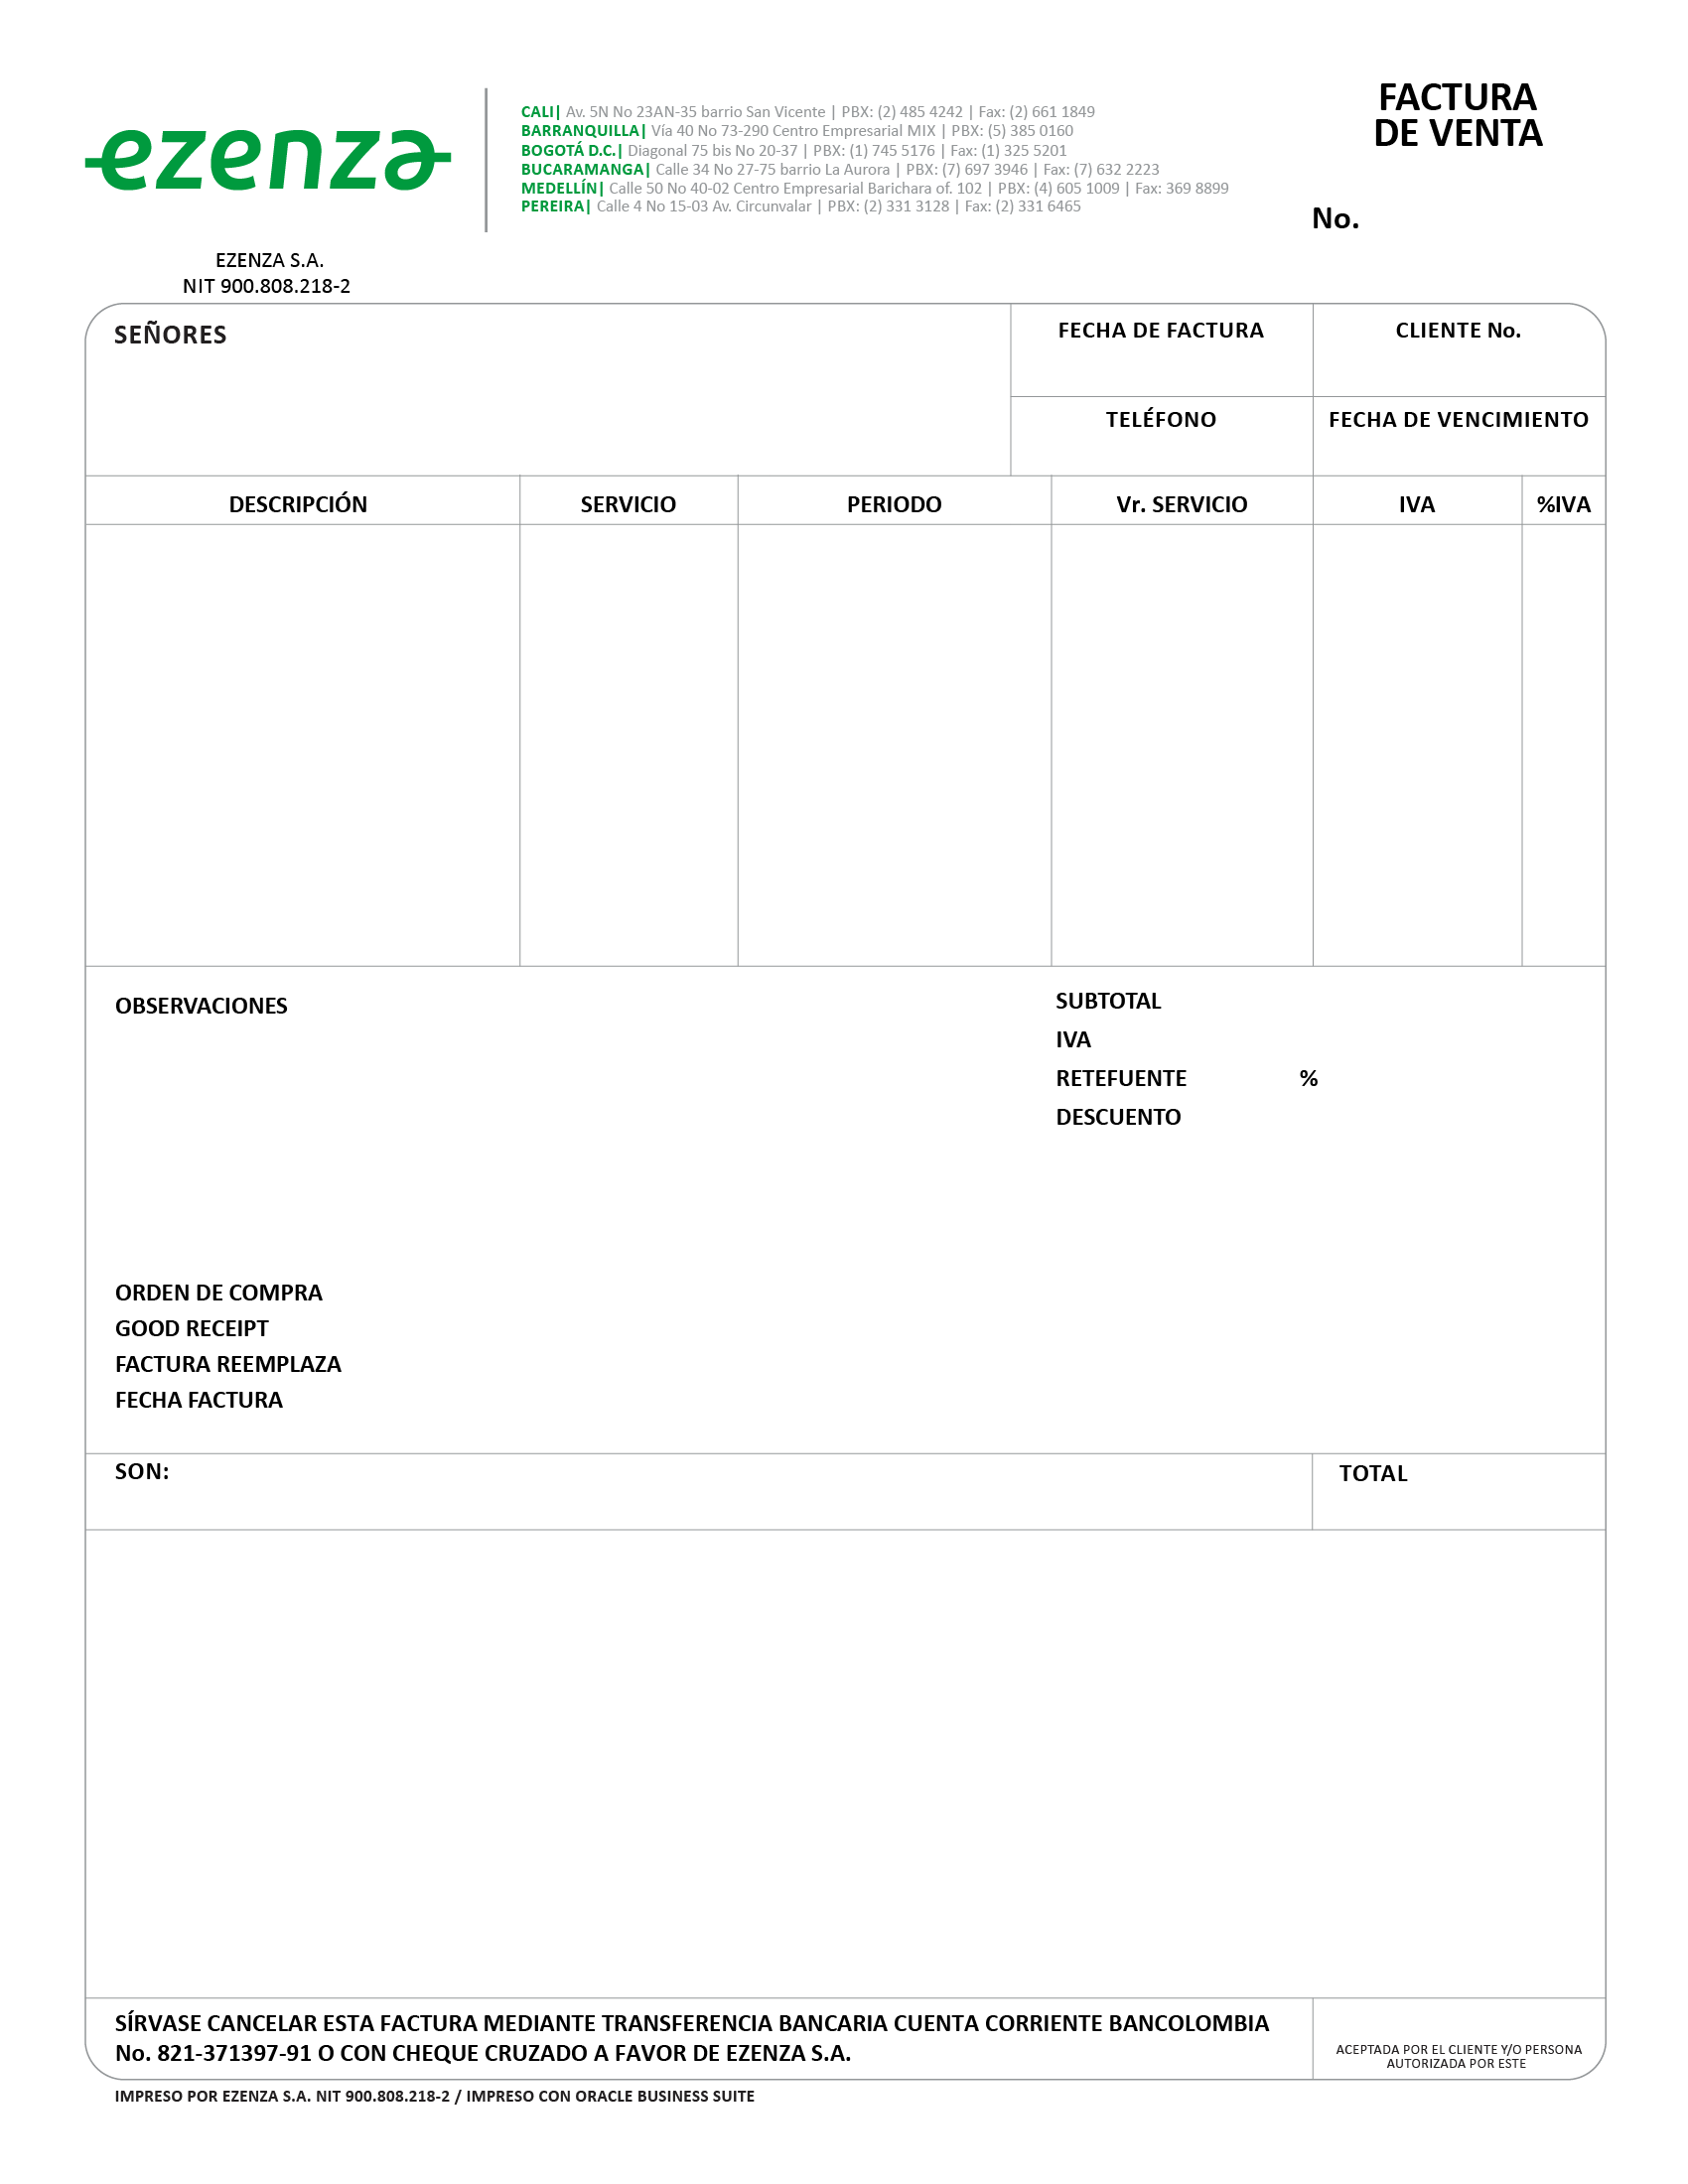 ezenza
CALI| Av. 5N No 23AN-35 barrio San Vicente | PBX: (2) 485 4242 | Fax: (2) 661 1849
BARRANQUILLA| Vía 40 No 73-290 Centro Empresarial MIX | PBX: (5) 385 0160
BOGOTÁ D.C.| Diagonal 75 bis No 20-37 | PBX: (1) 745 5176 | Fax: (1) 325 5201
BUCARAMANGA| Calle 34 No 27-75 barrio La Aurora | PBX: (7) 697 3946 | Fax: (7) 632 2223
MEDELLÍN| Calle 50 No 40-02 Centro Empresarial Barichara of. 102 | PBX: (4) 605 1009 | Fax: 369 8899
PEREIRA| Calle 4 No 15-03 Av. Circunvalar | PBX: (2) 331 3128 | Fax: (2) 331 6465
FACTURA
DE VENTA
No.
EZENZA S.A.
NIT 900.808.218-2
SEÑORES
FECHA DE FACTURA
CLIENTE No.
TELÉFONO
FECHA DE VENCIMIENTO
DESCRIPCIÓN SERVICIO PERIODO Vr. SERVICIO IVA %IVA
OBSERVACIONES
SUBTOTAL
IVA
RETEFUENTE %
DESCUENTO
ORDEN DE COMPRA
GOOD RECEIPT
FACTURA REEMPLAZA
FECHA FACTURA
SON:
TOTAL
SÍRVASE CANCELAR ESTA FACTURA MEDIANTE TRANSFERENCIA BANCARIA CUENTA CORRIENTE BANCOLOMBIA
No. 821-371397-91 O CON CHEQUE CRUZADO A FAVOR DE EZENZA S.A.
ACEPTADA POR EL CLIENTE Y/O PERSONA
AUTORIZADA POR ESTE
IMPRESO POR EZENZA S.A. NIT 900.808.218-2 / IMPRESO CON ORACLE BUSINESS SUITE